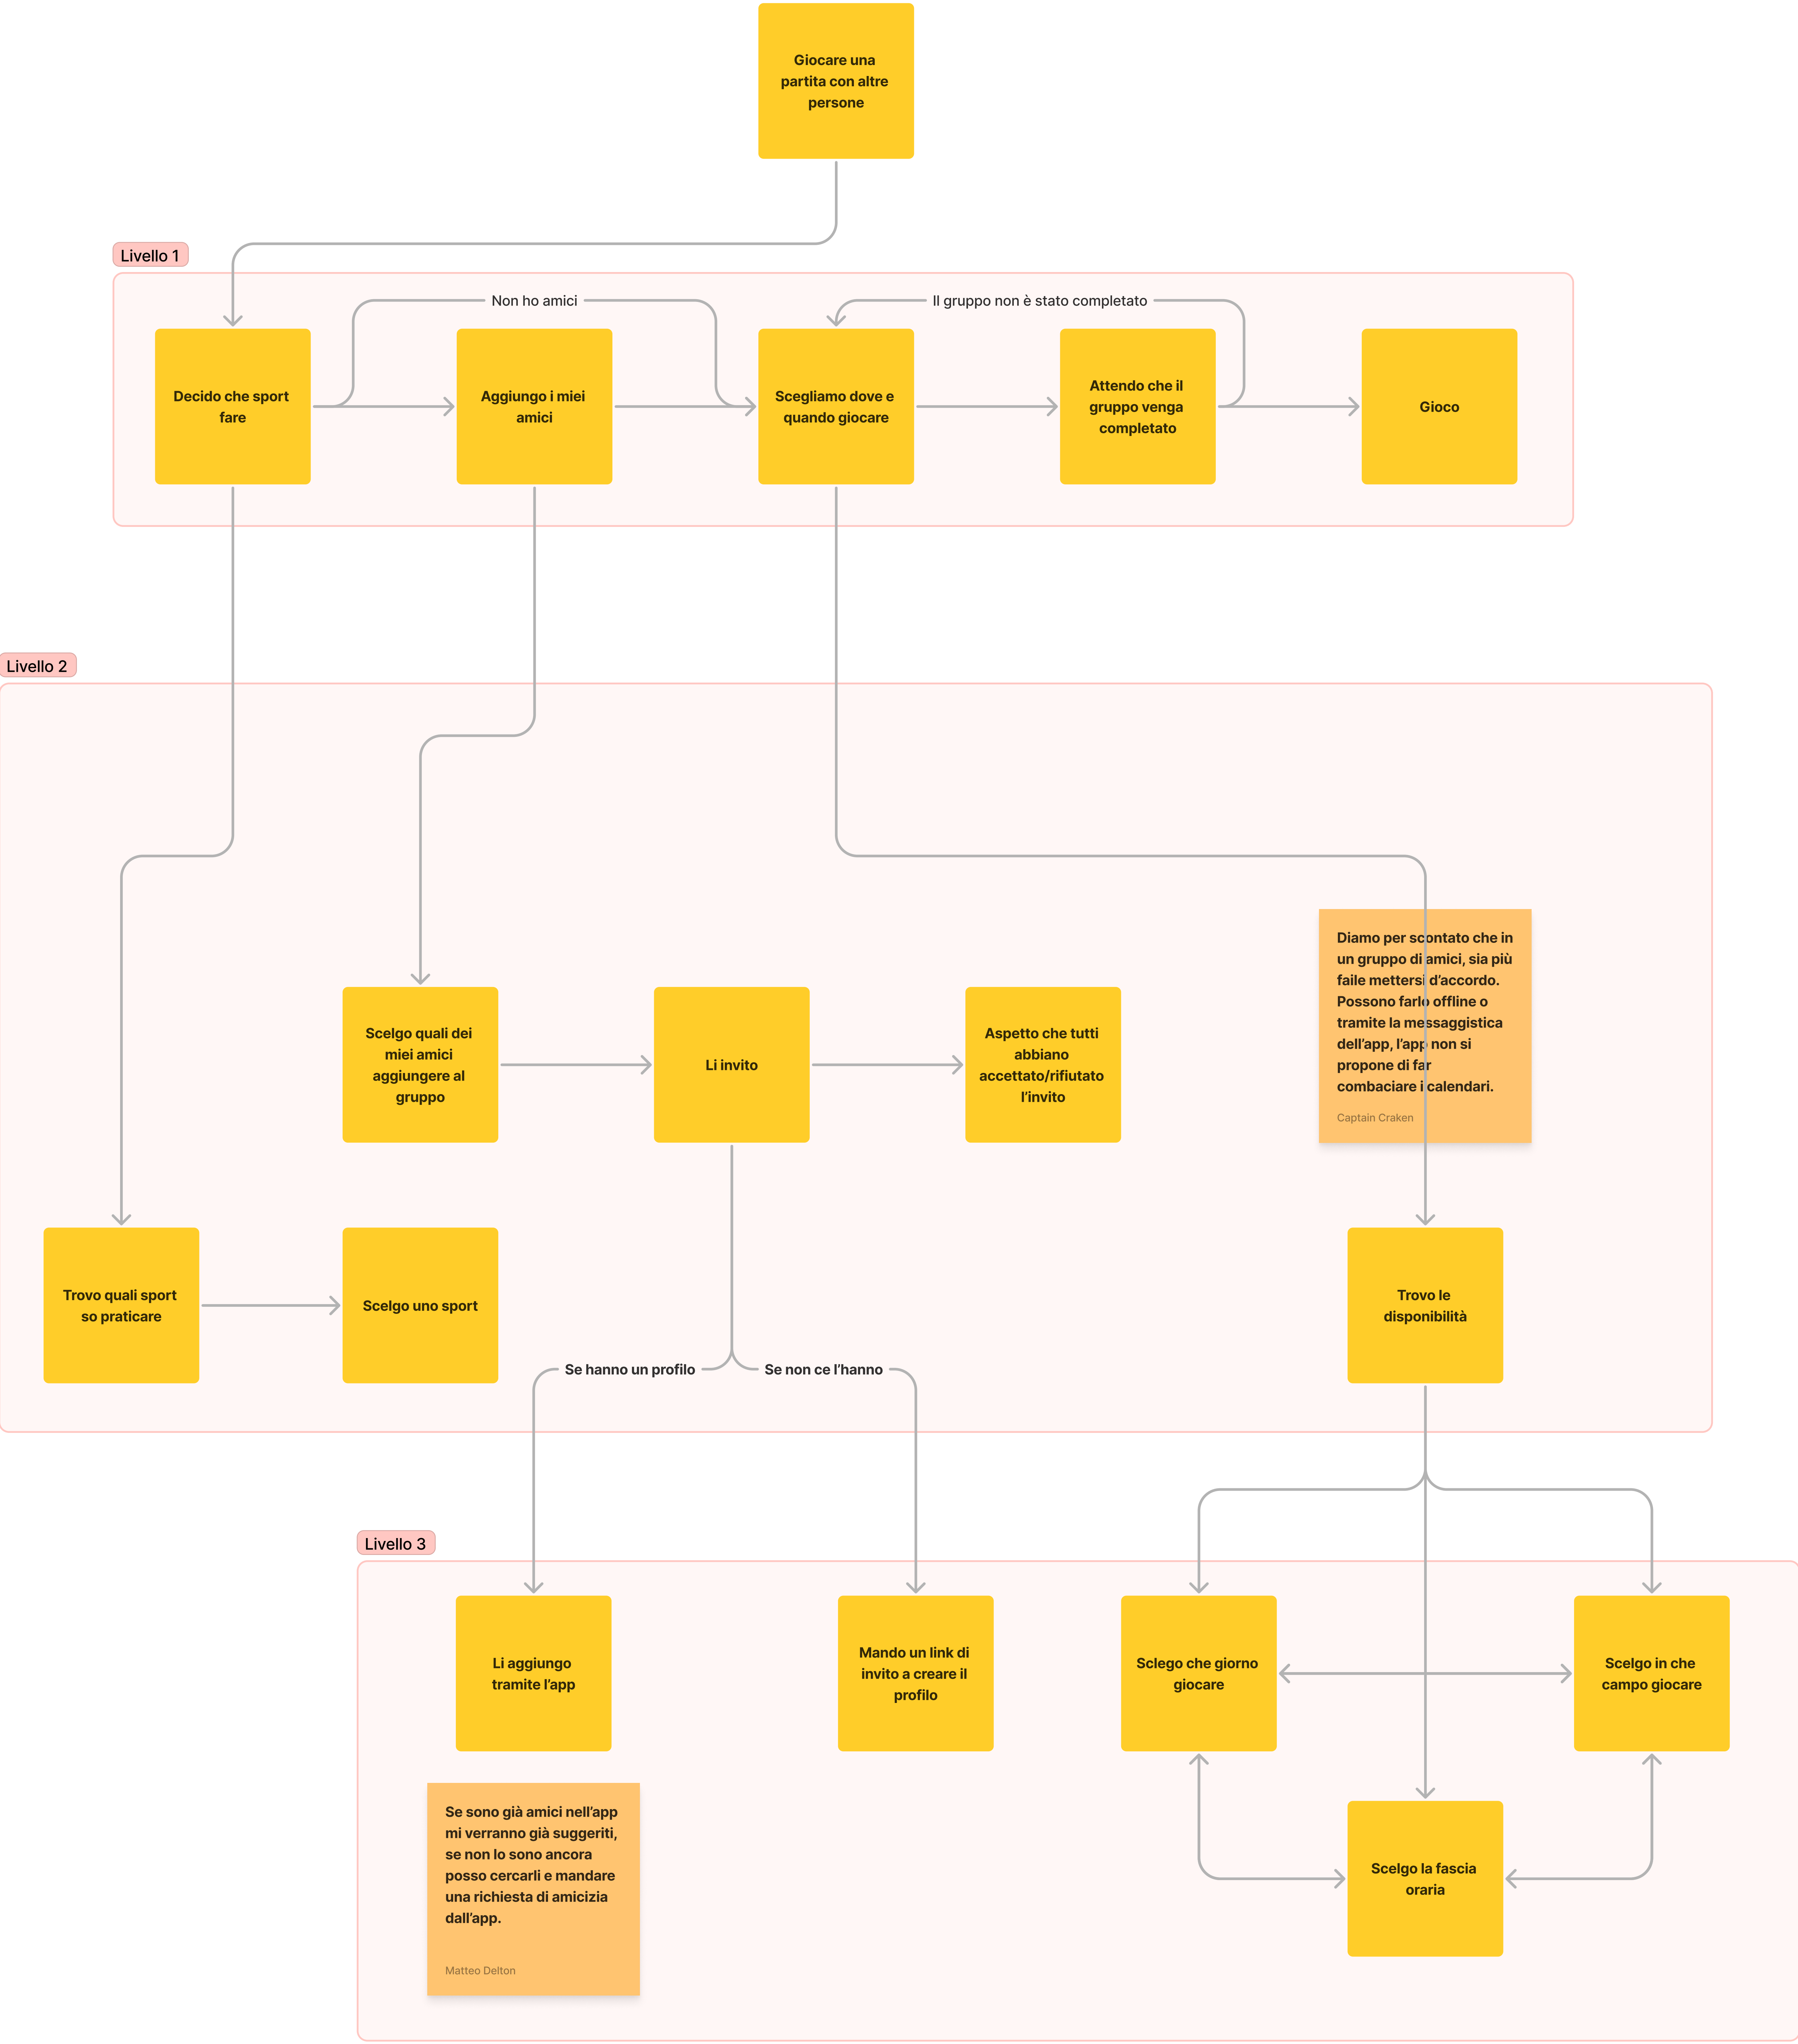 Giocare una
partita con altre
persone
Livello 1
Non ho amici
Il gruppo non è stato completato
Decido che sport
fare
Aggiungo i miei
amici
Scegliamo dove e
quando giocare
Attendo che il
gruppo venga
completato
Gioco
Livello 2
Diamo per scontato che in
un gruppo di amici, sia più
faile mettersi d’accordo.
Possono farlo offline o
tramite la messaggistica
dell’app, l’app non si
propone di far
combaciare i calendari.
Captain Craken
Scelgo quali dei
miei amici
aggiungere al
gruppo
Li invito
Aspetto che tutti
abbiano
accettato/rifiutato
l’invito
Trovo quali sport
so praticare
Scelgo uno sport
Trovo le
disponibilità
Se hanno un profilo
Se non ce l’hanno
Livello 3
Li aggiungo
tramite l’app
Mando un link di
invito a creare il
profilo
Sclego che giorno
giocare
Scelgo in che
campo giocare
Se sono già amici nell’app
mi verranno già suggeriti,
se non lo sono ancora
posso cercarli e mandare
una richiesta di amicizia
dall’app.
Matteo Delton
Scelgo la fascia
oraria